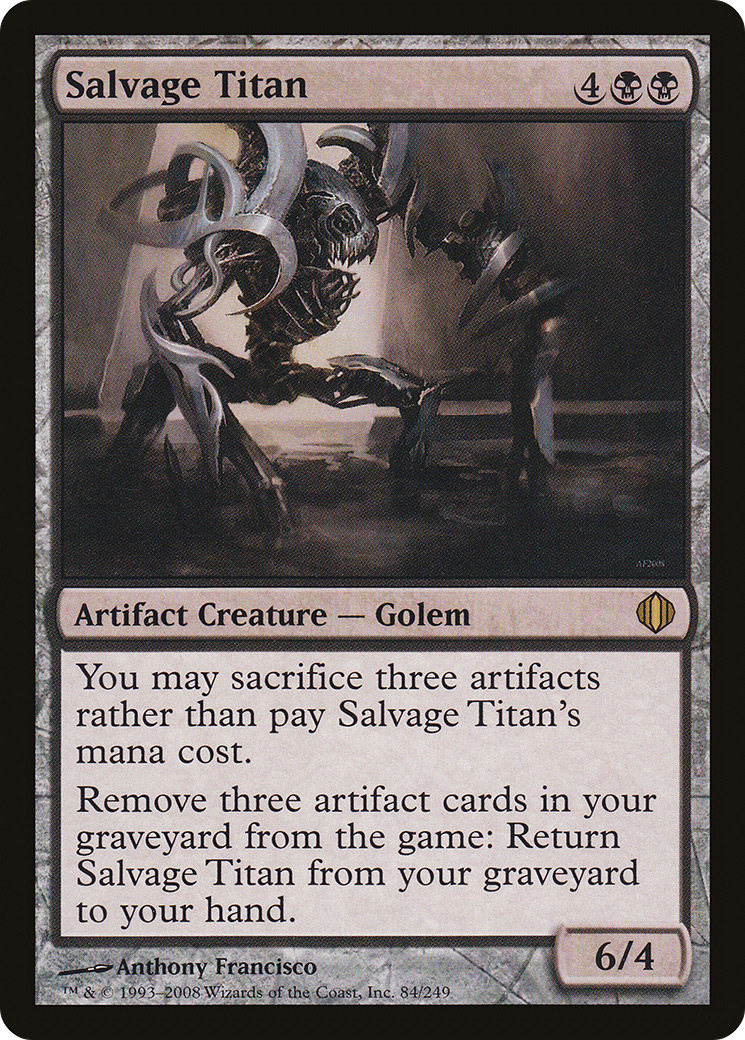 Salvage Titan 4
AF2008
Artifact Creature — Golem
You may sacrifice three artifacts
rather than pay Salvage Titan's
mana cost.
Remove three artifact cards in your
graveyard from the game: Return
Salvage Titan from your graveyard
to your hand.
6/4
Anthony Francisco
™ & © 1993–2008 Wizards of the Coast, Inc. 84/249